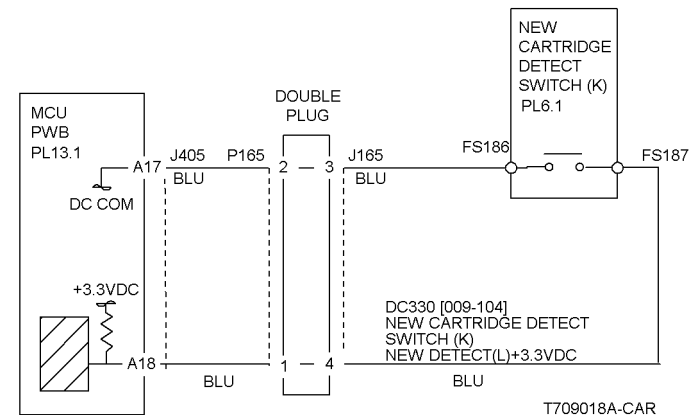 NEW
CARTRIDGE
DETECT
SWITCH (K)
PL6.1
DOUBLE
PLUG
MCU
PWB
PL13.1
FS186
FS187
A17
J405
P165
2
3
J165
BLU
BLU
DC COM
+3.3VDC
DC330 [009-104]
NEW CARTRIDGE DETECT
SWITCH (K)
NEW DETECT(L)+3.3VDC
A18
1
4
BLU
BLU
T709018A-CAR